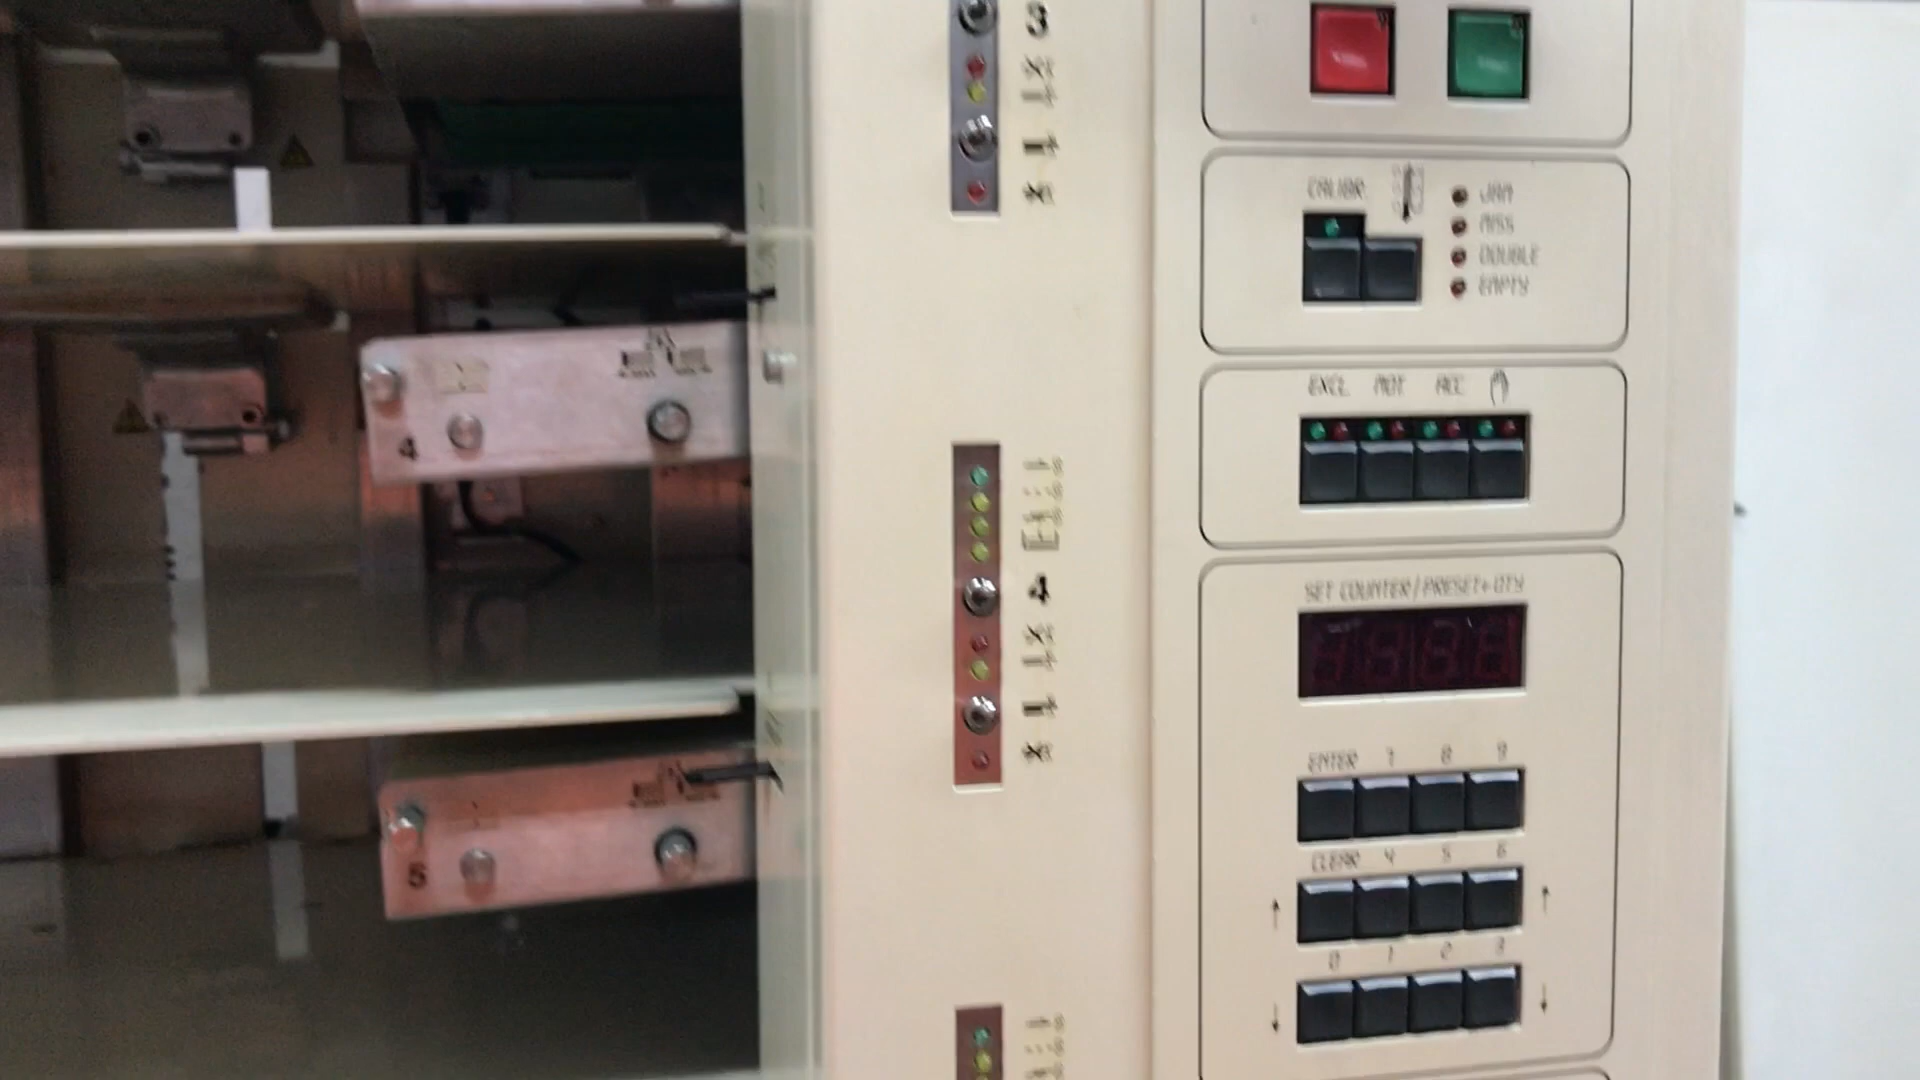 3
CALIBR.
JAM
MISS
DOUBLE
EMPTY
EXCL. MOT. ACC.
4
4
SET COUNTER/PRESET+QTY
ENTER 7 8 9
CLEAR 4 5 6
5
0 1 2 3